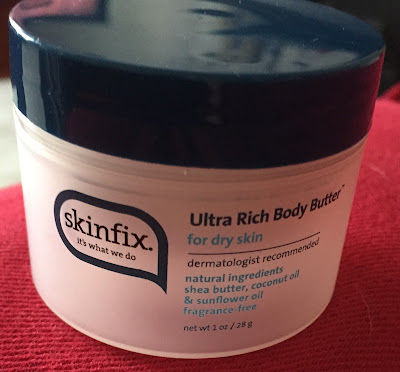 skinfix.
it's what we do
Ultra Rich Body Butter™
for dry skin
dermatologist recommended
natural ingredients
shea butter, coconut oil
& sunflower oil
fragrance-free
net wt 1 oz / 28 g